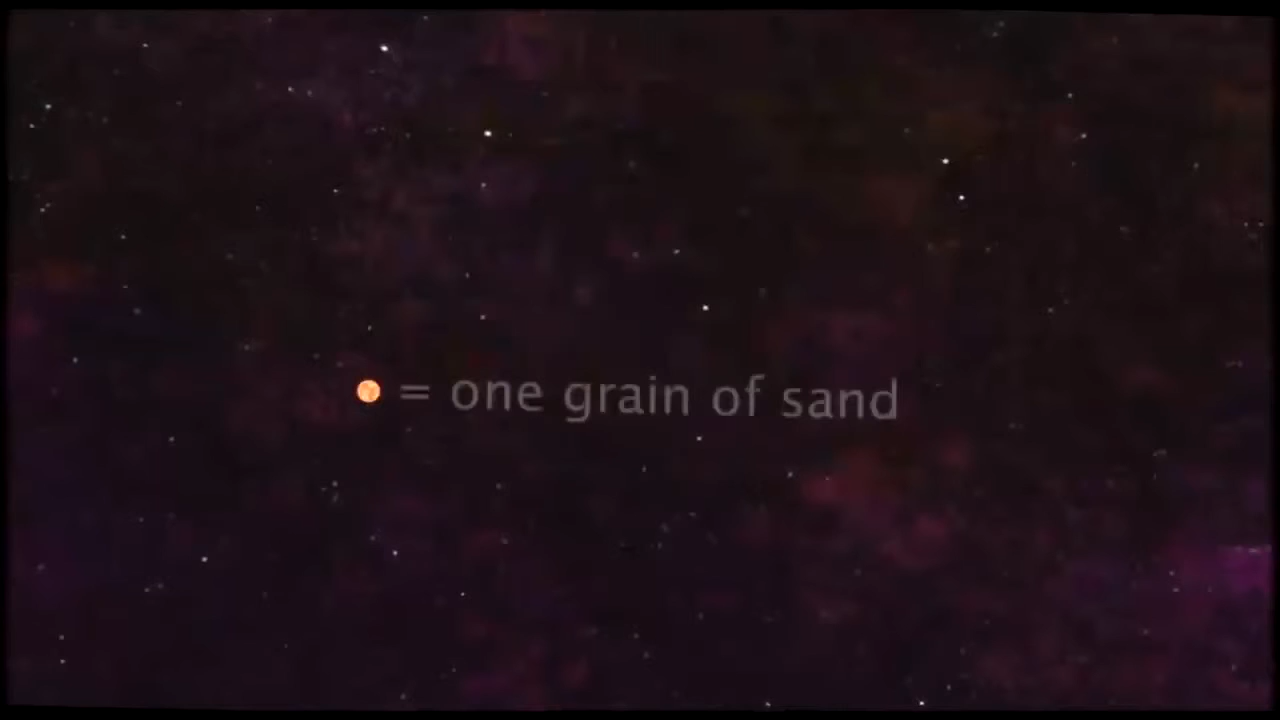 = one grain of sand